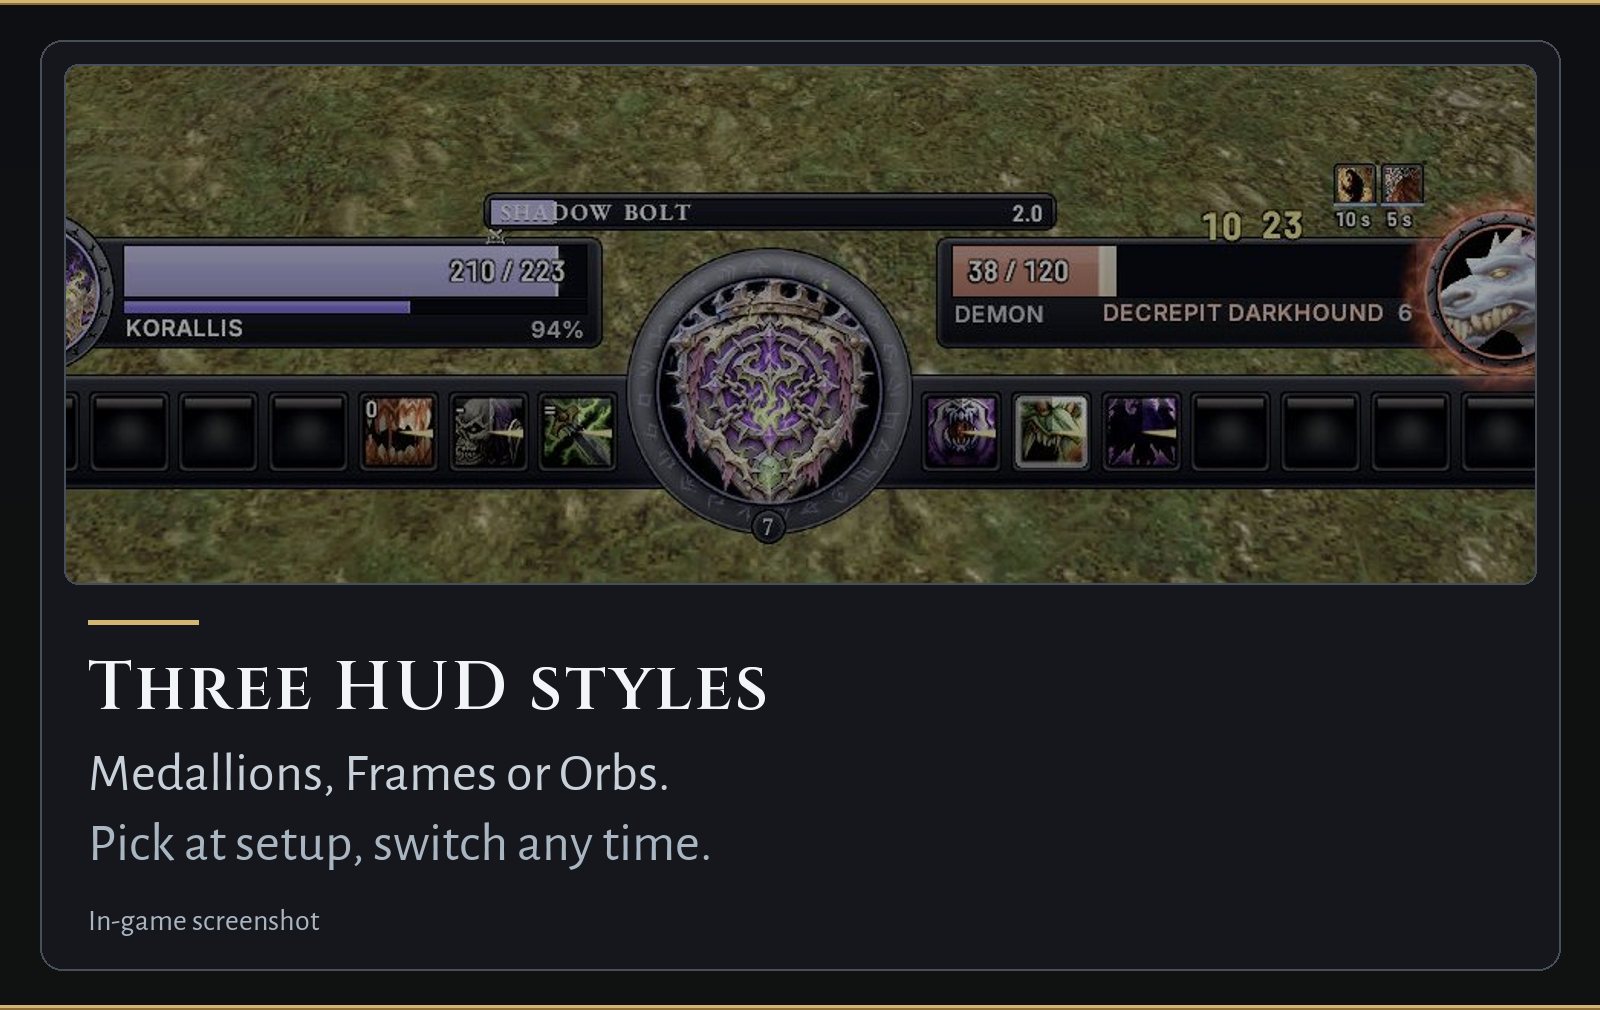 10 s 5 s
SHADOW BOLT 2.0
10 23
210 / 223
38 / 120
KORALLIS 94%
DEMON DECREPIT DARKHOUND 6
0 - =
7
THREE HUD STYLES
Medallions, Frames or Orbs.
Pick at setup, switch any time.
In-game screenshot